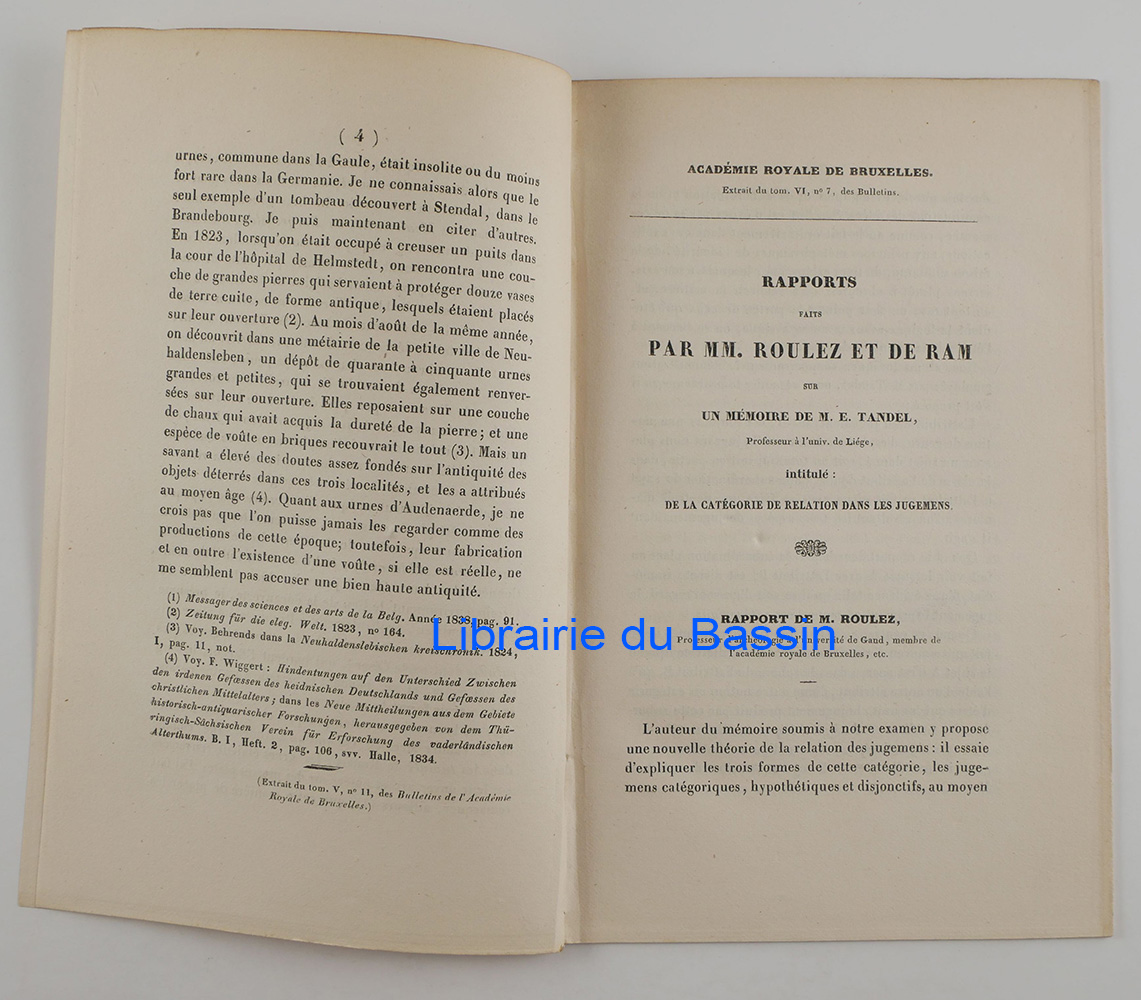 ( 4 )
urnes, commune dans la Gaule, était insolite ou du moins
fort rare dans la Germanie. Je ne connaissais alors que le
seul exemple d'un tombeau découvert à Stendal, dans le
Brandebourg. Je puis maintenant en citer d'autres.
En 1823, lorsqu'on était occupé à creuser un puits dans
la cour de l'hôpital de Helmstedt, on rencontra une cou-
che de grandes pierres qui servaient à protéger douze vases
de terre cuite, de forme antique, lesquels étaient placés
sur leur ouverture (2). Au mois d'août de la même année,
on découvrit dans une métairie de la petite ville de Neu-
haldensleben, un dépôt de quarante à cinquante urnes
grandes et petites, qui se trouvaient également renver-
sées sur leur ouverture. Elles reposaient sur une couche
de chaux qui avait acquis la dureté de la pierre; et une
espèce de voûte en briques recouvrait le tout (3). Mais un
savant a élevé des doutes assez fondés sur l'antiquité des
objets déterrés dans ces trois localités, et les a attribués
au moyen âge (4). Quant aux urnes d'Audenaerde, je ne
crois pas que l'on puisse jamais les regarder comme des
productions de cette époque; toutefois, leur fabrication
et en outre l'existence d'une voûte, si elle est réelle, ne
me semblent pas accuser une bien haute antiquité.
(1) Messager des sciences et des arts de la Belg. Année 1838, pag. 91.
(2) Zeitung für die eleg. Welt. 1823, nº 164.
(3) Voy. Behrends dans la Neuhaldenslebischen kreischronik. 1824,
I, pag. 11, not.
(4) Voy. F. Wiggert : Hindentungen auf den Unterschied Zwischen
den irdenen Gefœssen des heidnischen Deutschlands und Gefœssen des
christlichen Mittelalters; dans les Neue Mittheilungen aus dem Gebiete
historisch-antiquarischer Forschungen, herausgegeben von dem Thü-
ringisch-Sächsischen Verein für Erforschung des vaderländischen
Alterthums. B. I, Heft. 2, pag. 106, svv. Halle, 1834.
(Extrait du tom. V, nº 11, des Bulletins de l'Académie
Royale de Bruxelles.)
ACADÉMIE ROYALE DE BRUXELLES.
Extrait du tom. VI, nº 7, des Bulletins.
RAPPORTS
FAITS
PAR MM. ROULEZ ET DE RAM
SUR
UN MÉMOIRE DE M. E. TANDEL,
Professeur à l'univ. de Liége,
intitulé :
DE LA CATÉGORIE DE RELATION DANS LES JUGEMENS.
RAPPORT DE M. ROULEZ,
Professeur d'archéologie à l'université de Gand, membre de
l'académie royale de Bruxelles, etc.
L'auteur du mémoire soumis à notre examen y propose
une nouvelle théorie de la relation des jugemens : il essaie
d'expliquer les trois formes de cette catégorie, les juge-
mens catégoriques, hypothétiques et disjonctifs, au moyen
Librairie du Bassin